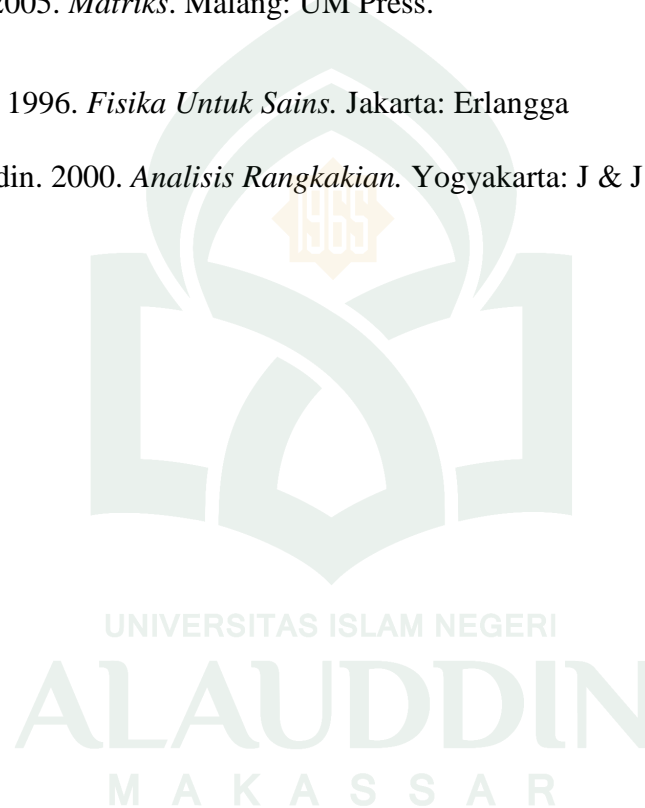 2005. Matriks. Malang: UM Press.
1996. Fisika Untuk Sains. Jakarta: Erlangga
din. 2000. Analisis Rangkakian. Yogyakarta: J & J
1965
UNIVERSITAS ISLAM NEGERI
ALAUDDIN
MAKASSAR